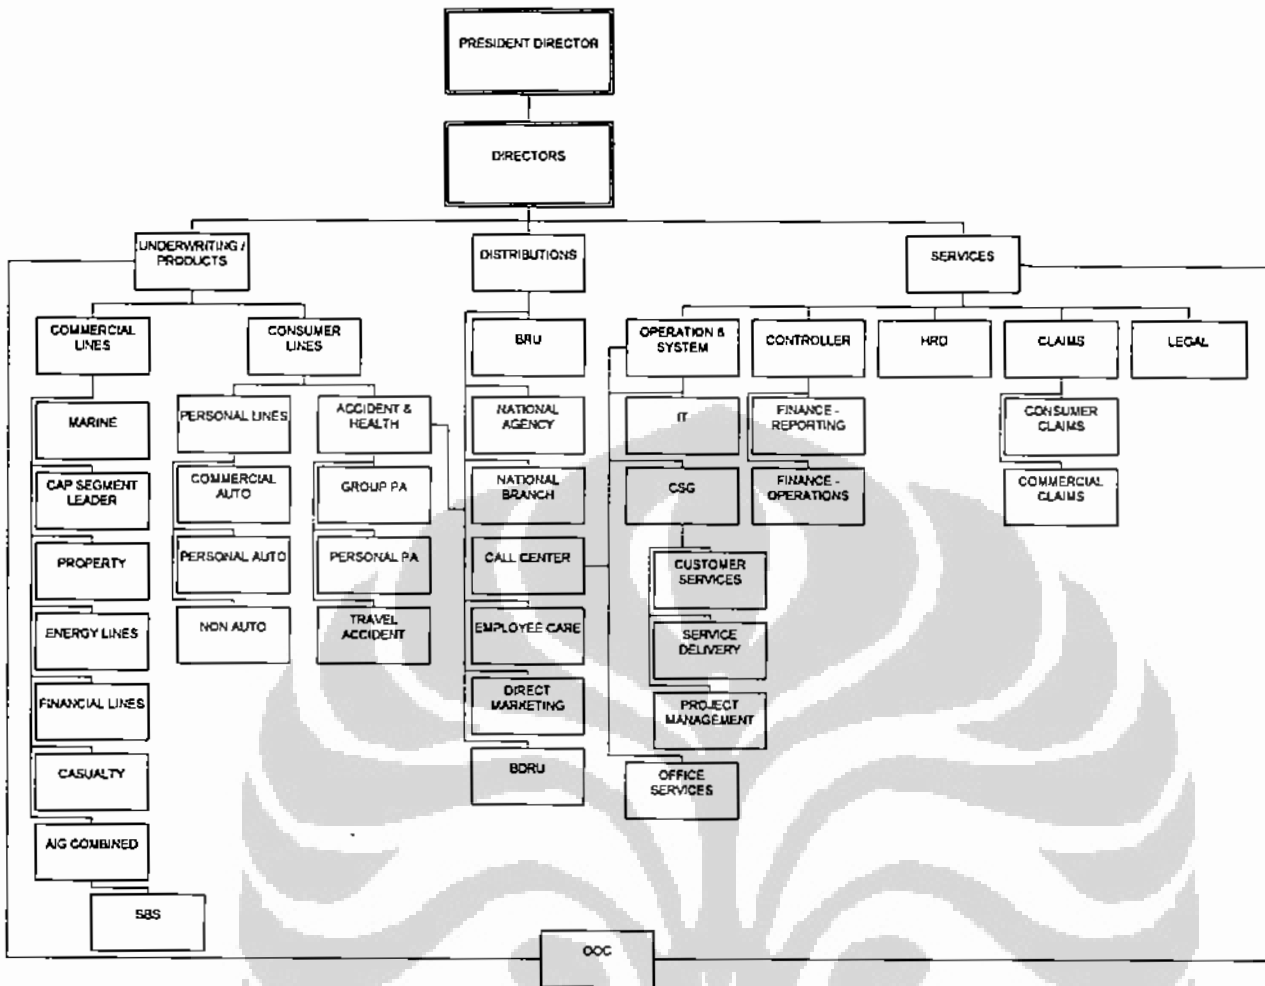 PRESIDENT DIRECTOR
DIRECTORS
UNDERWRITING /
PRODUCTS
DISTRIBUTIONS
SERVICES
COMMERCIAL
LINES
CONSUMER
LINES
BRU
OPERATION &
SYSTEM
CONTROLLER
HRD
CLAIMS
LEGAL
MARINE
PERSONAL LINES
ACCIDENT &
HEALTH
NATIONAL
AGENCY
IT
FINANCE -
REPORTING
CONSUMER
CLAIMS
CAP SEGMENT
LEADER
COMMERCIAL
AUTO
GROUP PA
NATIONAL
BRANCH
CSG
FINANCE -
OPERATIONS
COMMERCIAL
CLAIMS
PROPERTY
PERSONAL AUTO
PERSONAL PA
CALL CENTER
CUSTOMER
SERVICES
ENERGY LINES
NON AUTO
TRAVEL
ACCIDENT
EMPLOYEE CARE
SERVICE
DELIVERY
FINANCIAL LINES
DIRECT
MARKETING
PROJECT
MANAGEMENT
CASUALTY
BDRU
OFFICE
SERVICES
AIG COMBINED
SBS